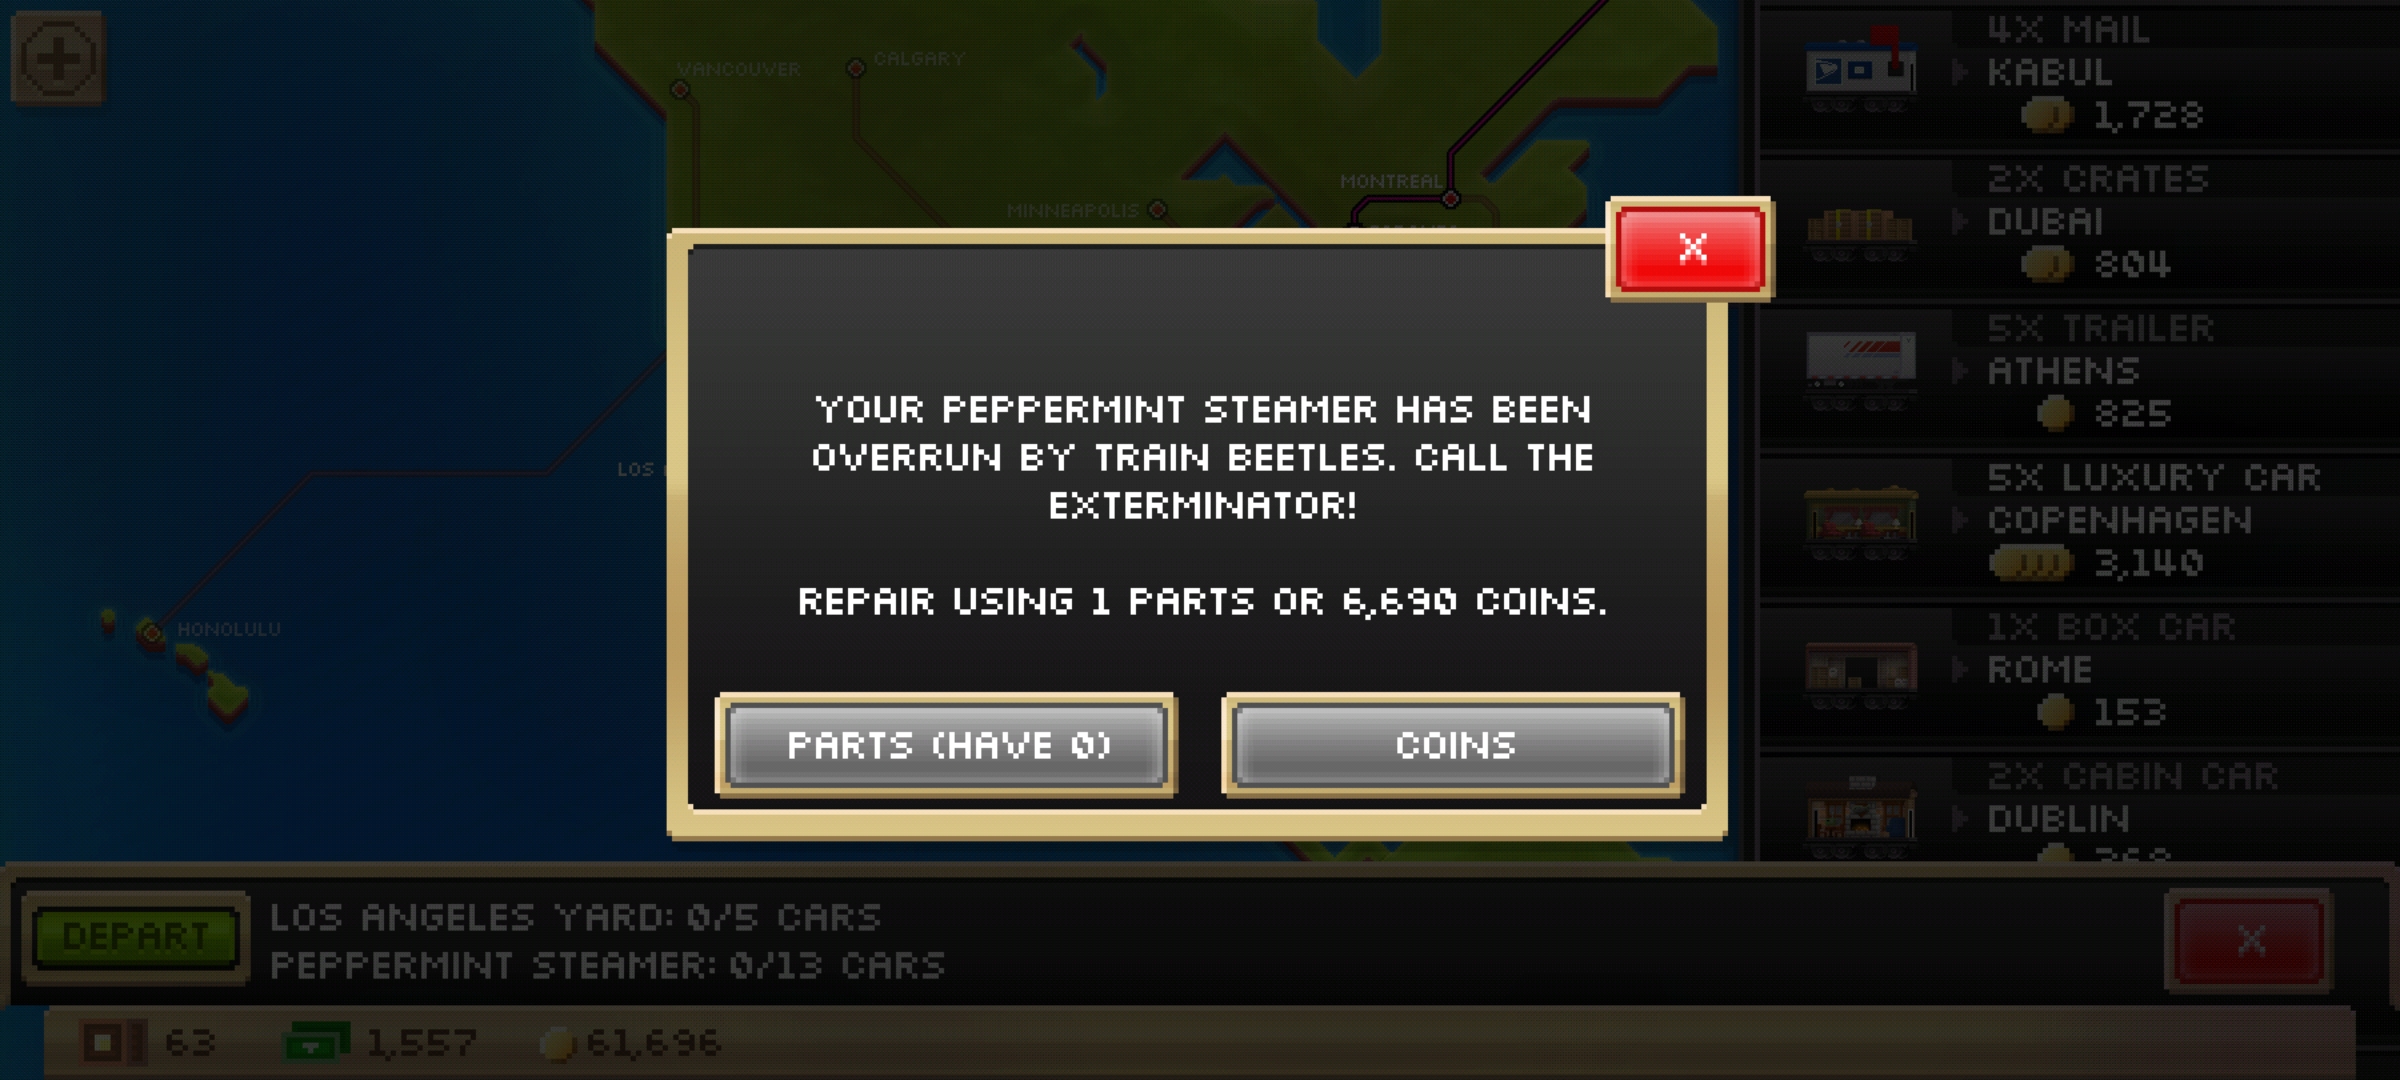 VANCOUVER
CALGARY
MINNEAPOLIS
MONTREAL
LOS
HONOLULU
X
YOUR PEPPERMINT STEAMER HAS BEEN
OVERRUN BY TRAIN BEETLES. CALL THE
EXTERMINATOR!
REPAIR USING 1 PARTS OR 6,690 COINS.
PARTS (HAVE 0)
COINS
4X MAIL
KABUL
1,728
2X CRATES
DUBAI
804
5X TRAILER
ATHENS
825
5X LUXURY CAR
COPENHAGEN
3,140
1X BOX CAR
ROME
153
2X CABIN CAR
DUBLIN
DEPART
LOS ANGELES YARD: 0/5 CARS
PEPPERMINT STEAMER: 0/13 CARS
X
63
1,557
61,696